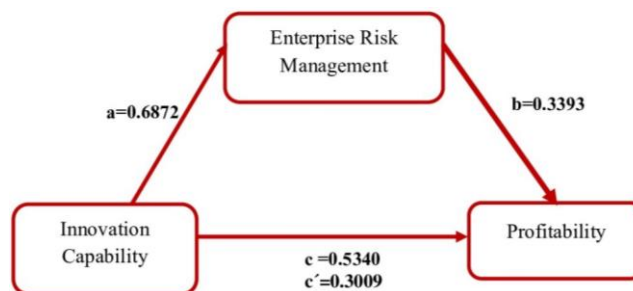 Enterprise Risk
Management
a=0.6872
b=0.3393
Innovation
Capability
Profitability
c =0.5340
c´=0.3009